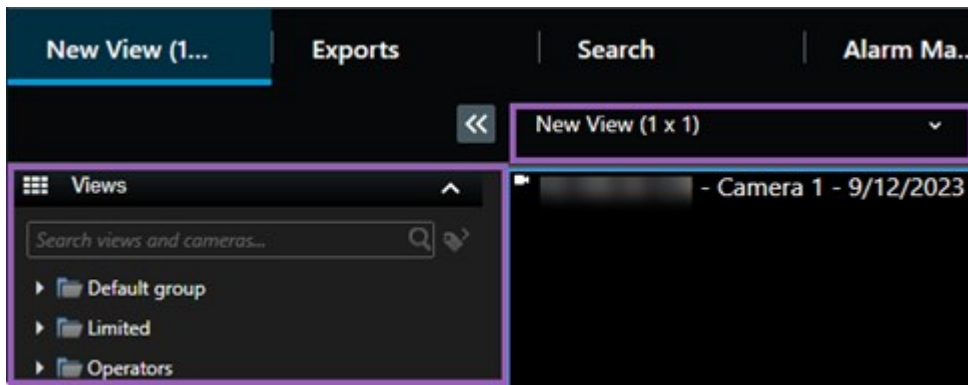 New View (1... Exports Search Alarm Ma...
New View (1 x 1)
Views
- Camera 1 - 9/12/2023
Search views and cameras...
Default group
Limited
Operators